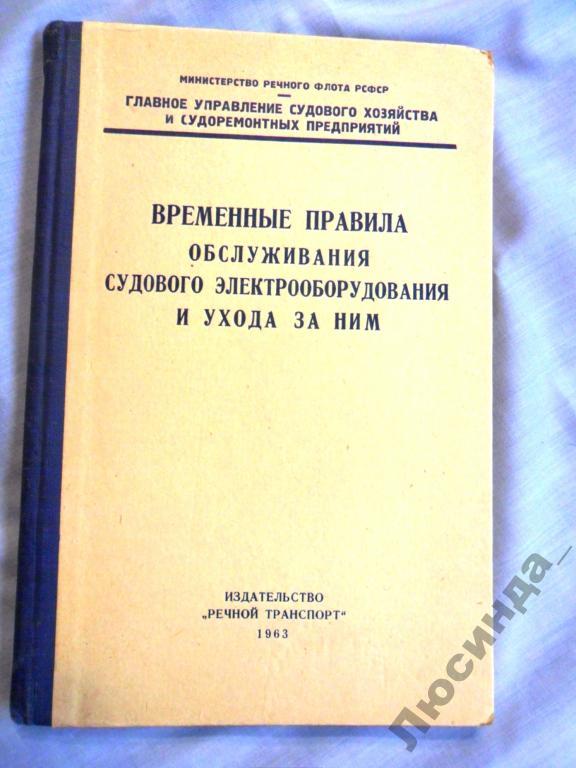 МИНИСТЕРСТВО РЕЧНОГО ФЛОТА РСФСР
ГЛАВНОЕ УПРАВЛЕНИЕ СУДОВОГО ХОЗЯЙСТВА
И СУДОРЕМОНТНЫХ ПРЕДПРИЯТИЙ
ВРЕМЕННЫЕ ПРАВИЛА
ОБСЛУЖИВАНИЯ
СУДОВОГО ЭЛЕКТРООБОРУДОВАНИЯ
И УХОДА ЗА НИМ
ИЗДАТЕЛЬСТВО
„РЕЧНОЙ ТРАНСПОРТ"
1963
Люсинда_